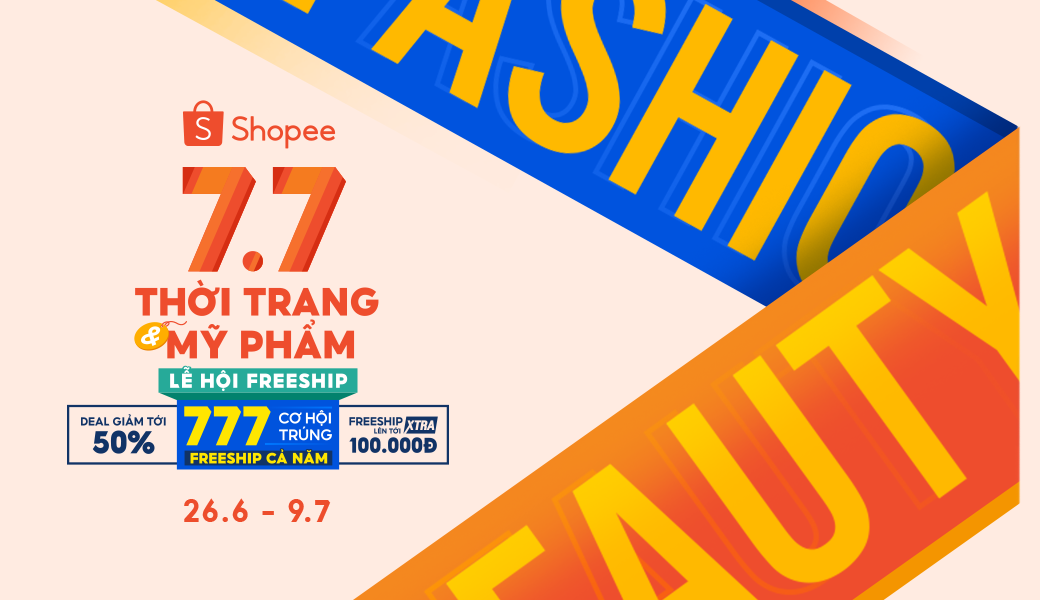 FASHIO
Shopee
7.7
THỜI TRANG
& MỸ PHẨM
LỄ HỘI FREESHIP
DEAL GIẢM TỚI
50%
777 CƠ HỘI TRÚNG
FREESHIP CẢ NĂM
FREESHIP XTRA
LÊN TỚI
100.000Đ
26.6 - 9.7
BEAUTY